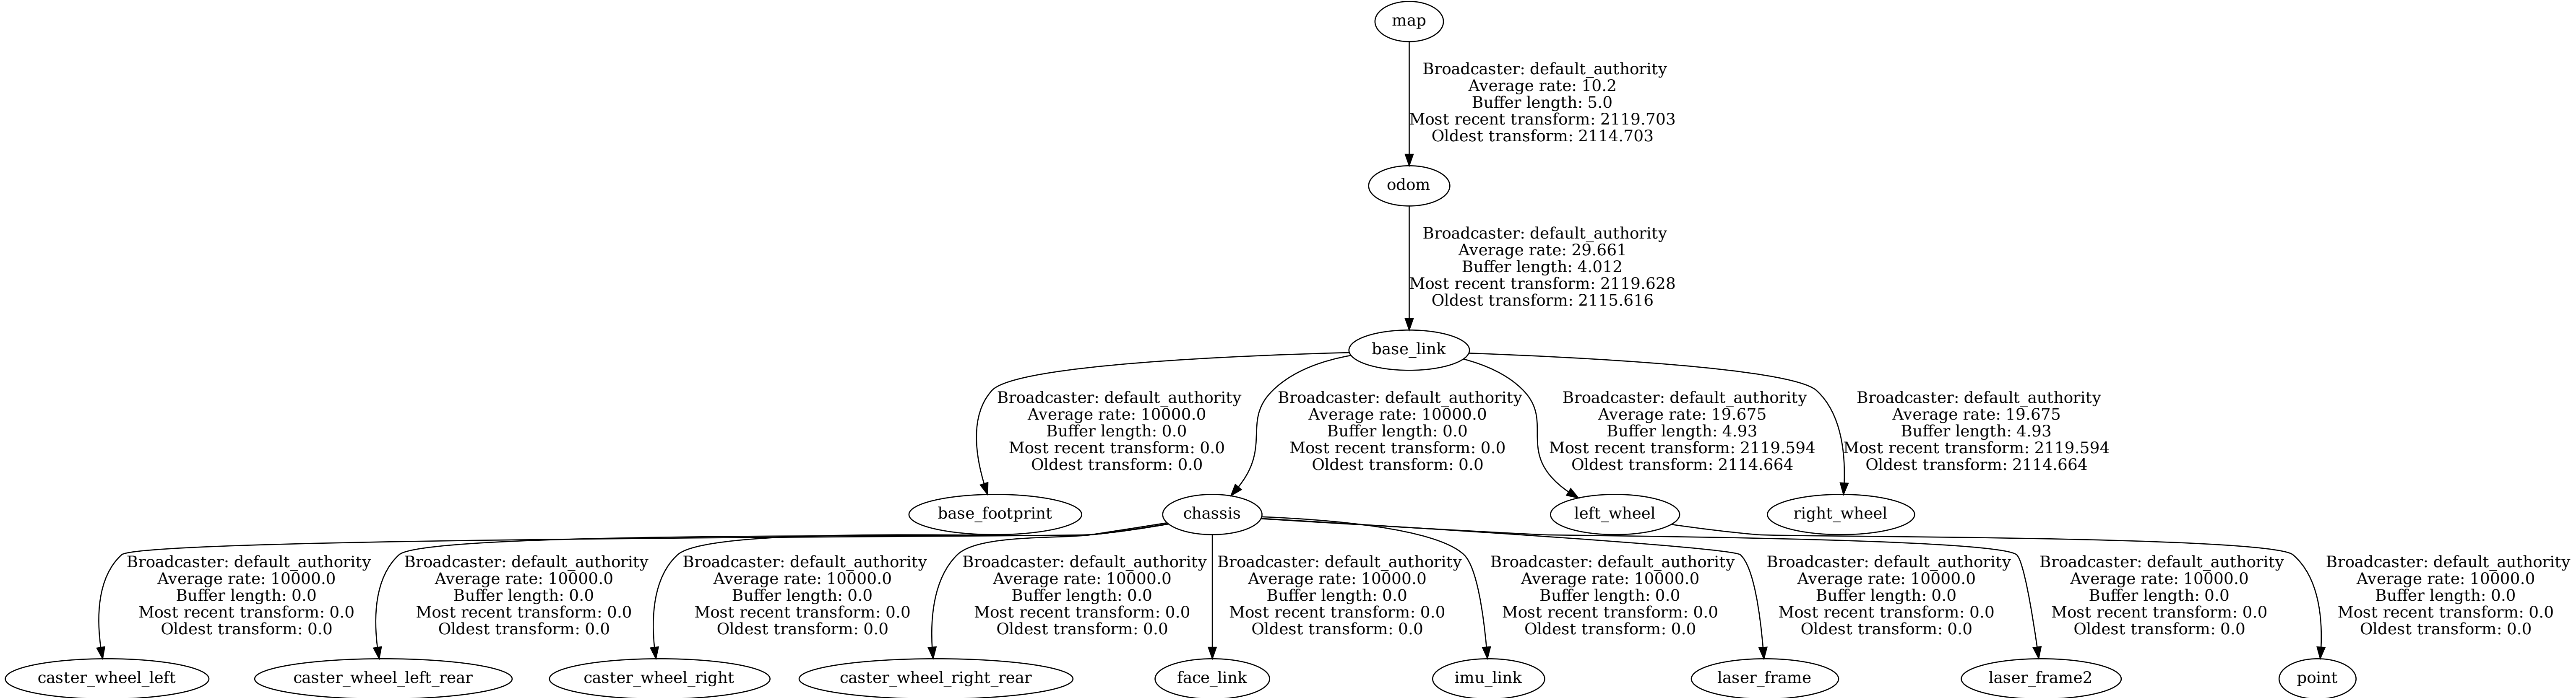 map
Broadcaster: default_authority
Average rate: 10.2
Buffer length: 5.0
Most recent transform: 2119.703
Oldest transform: 2114.703
odom
Broadcaster: default_authority
Average rate: 29.661
Buffer length: 4.012
Most recent transform: 2119.628
Oldest transform: 2115.616
base_link
Broadcaster: default_authority
Average rate: 10000.0
Buffer length: 0.0
Most recent transform: 0.0
Oldest transform: 0.0
Broadcaster: default_authority
Average rate: 10000.0
Buffer length: 0.0
Most recent transform: 0.0
Oldest transform: 0.0
Broadcaster: default_authority
Average rate: 19.675
Buffer length: 4.93
Most recent transform: 2119.594
Oldest transform: 2114.664
Broadcaster: default_authority
Average rate: 19.675
Buffer length: 4.93
Most recent transform: 2119.594
Oldest transform: 2114.664
base_footprint
chassis
left_wheel
right_wheel
Broadcaster: default_authority
Average rate: 10000.0
Buffer length: 0.0
Most recent transform: 0.0
Oldest transform: 0.0
Broadcaster: default_authority
Average rate: 10000.0
Buffer length: 0.0
Most recent transform: 0.0
Oldest transform: 0.0
Broadcaster: default_authority
Average rate: 10000.0
Buffer length: 0.0
Most recent transform: 0.0
Oldest transform: 0.0
Broadcaster: default_authority
Average rate: 10000.0
Buffer length: 0.0
Most recent transform: 0.0
Oldest transform: 0.0
Broadcaster: default_authority
Average rate: 10000.0
Buffer length: 0.0
Most recent transform: 0.0
Oldest transform: 0.0
Broadcaster: default_authority
Average rate: 10000.0
Buffer length: 0.0
Most recent transform: 0.0
Oldest transform: 0.0
Broadcaster: default_authority
Average rate: 10000.0
Buffer length: 0.0
Most recent transform: 0.0
Oldest transform: 0.0
Broadcaster: default_authority
Average rate: 10000.0
Buffer length: 0.0
Most recent transform: 0.0
Oldest transform: 0.0
Broadcaster: default_authority
Average rate: 10000.0
Buffer length: 0.0
Most recent transform: 0.0
Oldest transform: 0.0
caster_wheel_left
caster_wheel_left_rear
caster_wheel_right
caster_wheel_right_rear
face_link
imu_link
laser_frame
laser_frame2
point